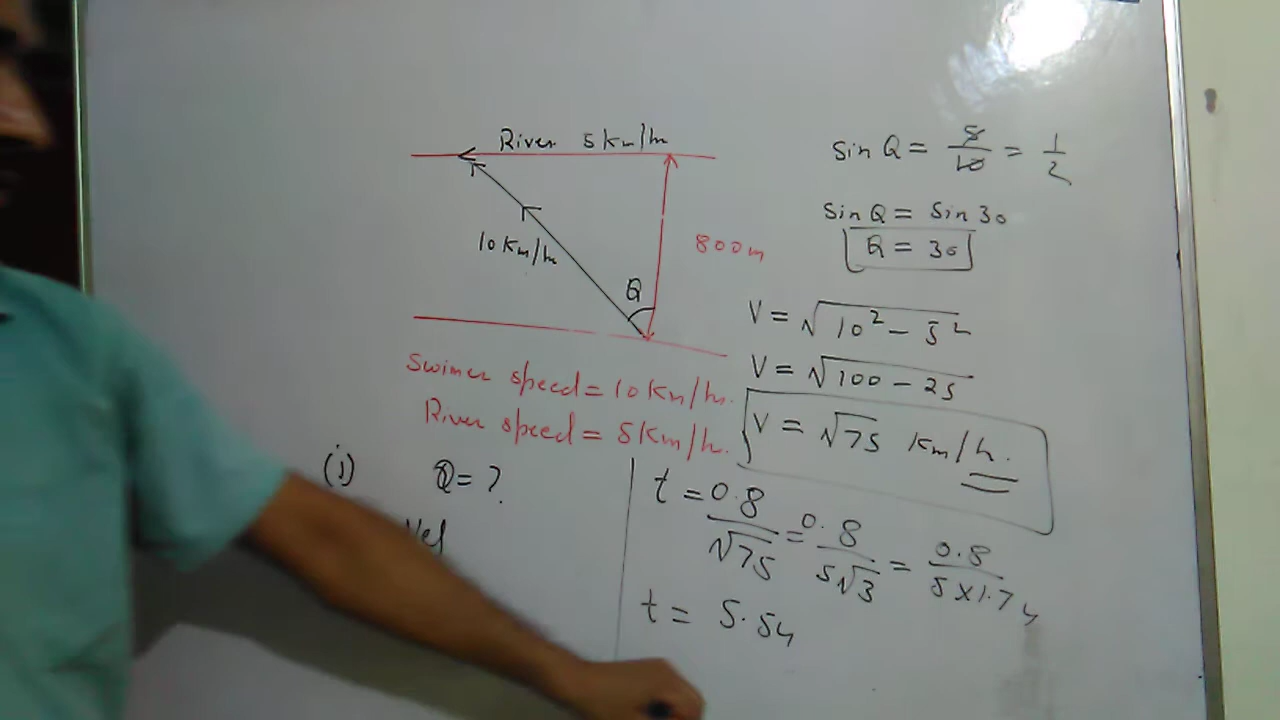 River 5km/h
10Km/h
Q
800m
Swimer speed = 10Km/hr.
River speed = 5Km/h.
(i) Q = ?
Vel
sin Q = 5/10 = 1/2
Sin Q = Sin 30
Q = 30
V = √10² - 5²
V = √100 - 25
V = √75 km/h.
t = 0.8/√75 = 0.8/5√3 = 0.8/5×1.74
t = 5.54